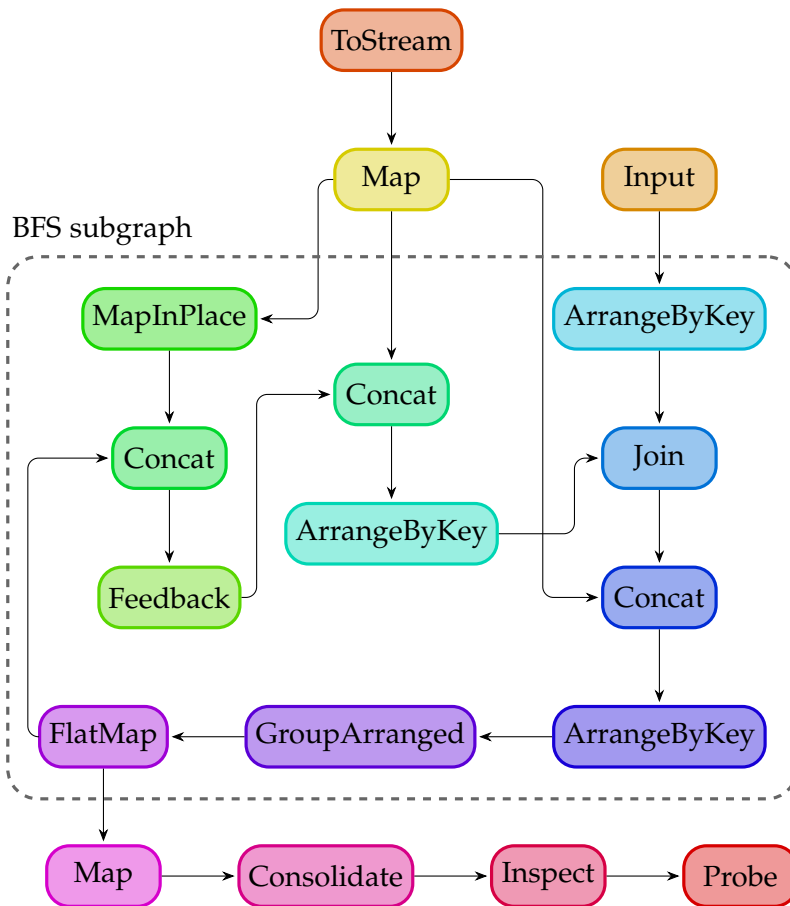 ToStream
Map
Input
BFS subgraph
MapInPlace
ArrangeByKey
Concat
Concat
Join
ArrangeByKey
Feedback
Concat
FlatMap
GroupArranged
ArrangeByKey
Map
Consolidate
Inspect
Probe